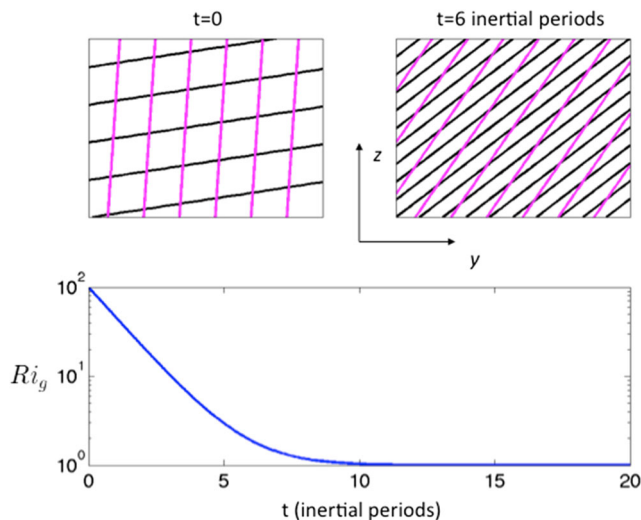 t=0
t=6 inertial periods
z
y
10²
10¹
10⁰
Ri_g
0
5
10
15
20
t (inertial periods)